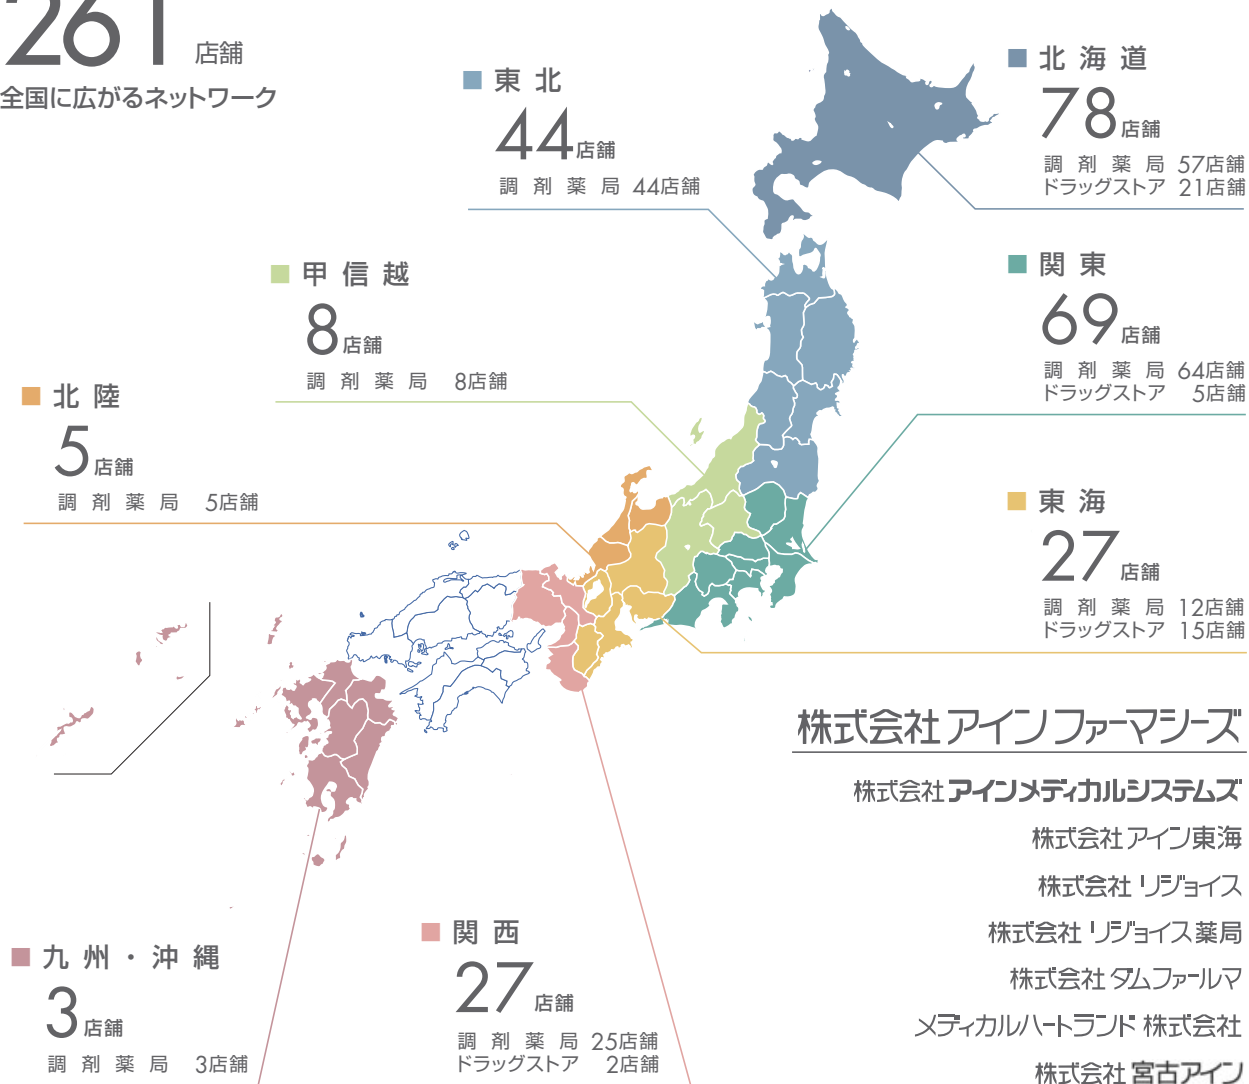 261店舗
全国に広がるネットワーク
北海道
78店舗
調剤薬局 57店舗
ドラッグストア 21店舗
東北
44店舗
調剤薬局 44店舗
関東
69店舗
調剤薬局 64店舗
ドラッグストア 5店舗
甲信越
8店舗
調剤薬局 8店舗
北陸
5店舗
調剤薬局 5店舗
東海
27店舗
調剤薬局 12店舗
ドラッグストア 15店舗
九州・沖縄
3店舗
調剤薬局 3店舗
関西
27店舗
調剤薬局 25店舗
ドラッグストア 2店舗
株式会社アインファーマシーズ
株式会社アインメディカルシステムズ
株式会社アイン東海
株式会社リジョイス
株式会社リジョイス薬局
株式会社ダムファールマ
メディカルハートランド株式会社
株式会社宮古アイン